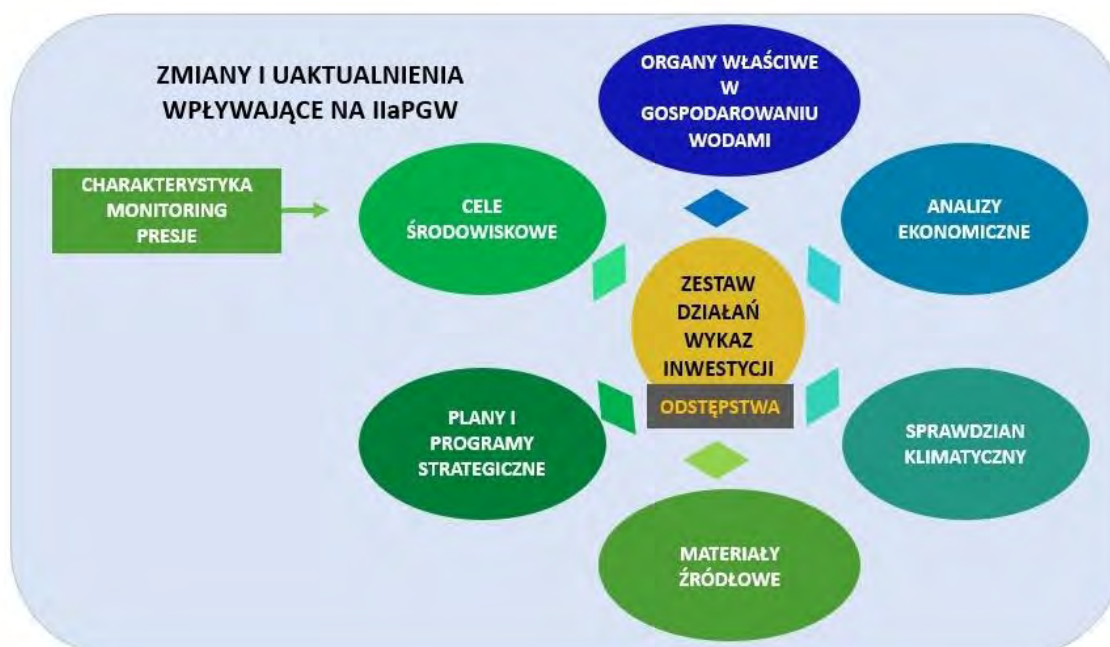 ZMIANY I UAKTUALNIENIA
WPŁYWAJĄCE NA IIaPGW
ORGANY WŁAŚCIWE
W
GOSPODAROWANIU
WODAMI
CHARAKTERYSTYKA
MONITORING
PRESJE
CELE
ŚRODOWISKOWE
ANALIZY
EKONOMICZNE
ZESTAW
DZIAŁAŃ
WYKAZ
INWESTYCJI
ODSTĘPSTWA
PLANY I
PROGRAMY
STRATEGICZNE
SPRAWDZIAN
KLIMATYCZNY
MATERIAŁY
ŹRÓDŁOWE